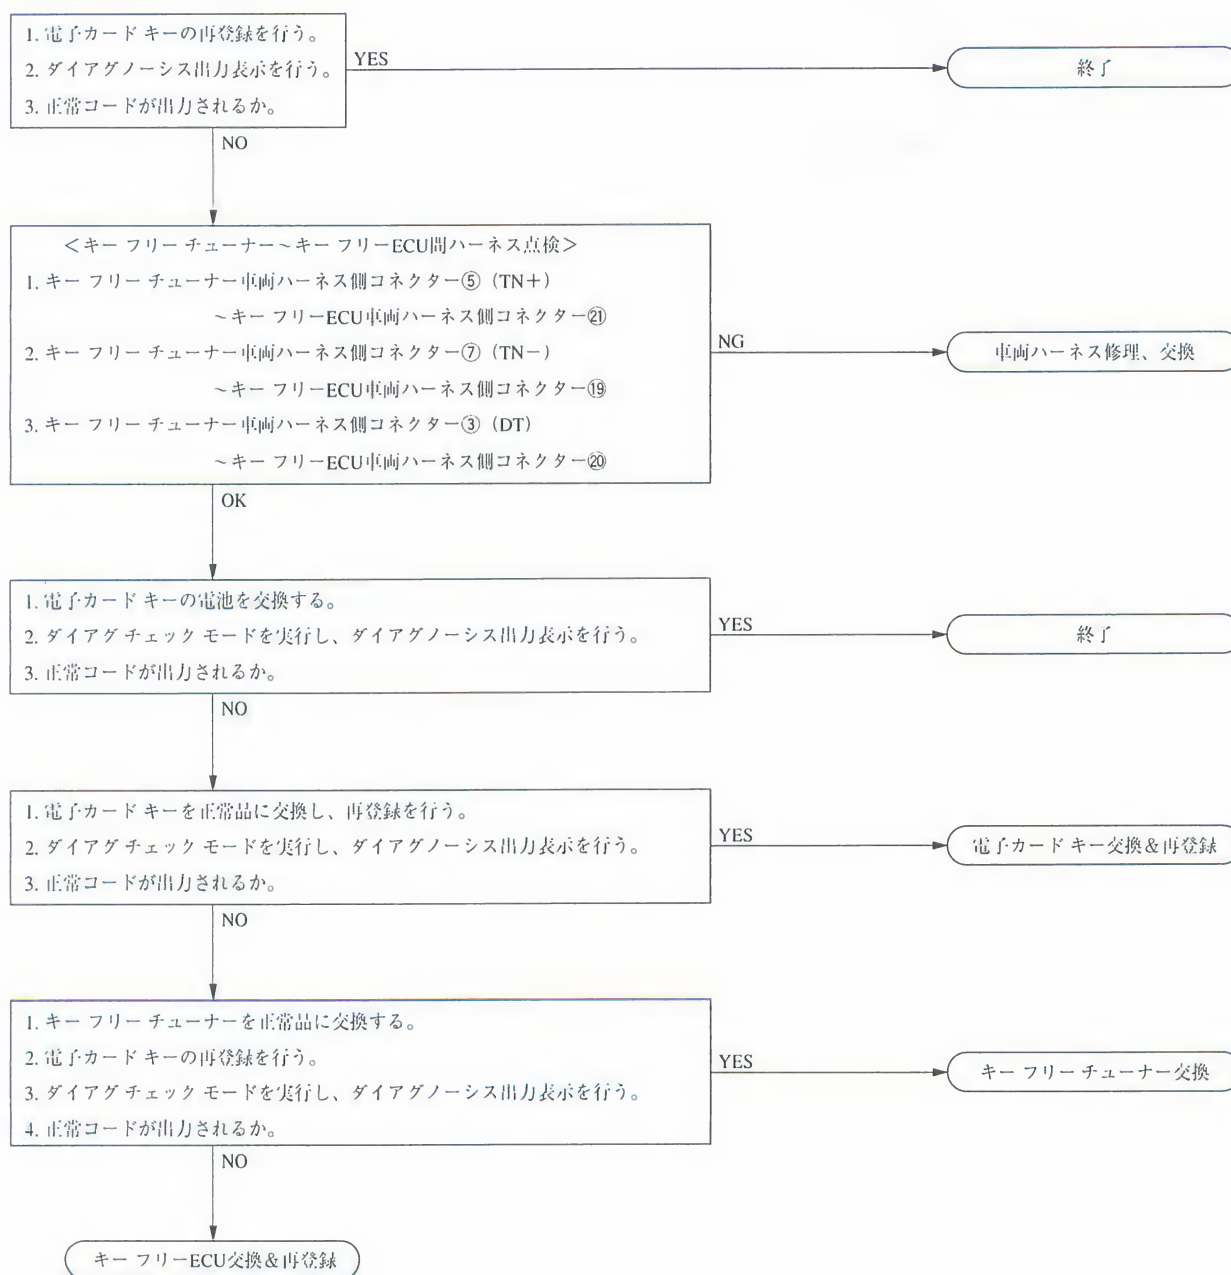 1. 電子カード キーの再登録を行う。
2. ダイアグノーシス出力表示を行う。
3. 正常コードが出力されるか。
YES
終了
NO
＜キー フリー チューナー～キー フリーECU間ハーネス点検＞
1. キー フリー チューナー車両ハーネス側コネクター⑤（TN＋）
～キー フリーECU車両ハーネス側コネクター㉑
2. キー フリー チューナー車両ハーネス側コネクター⑦（TN－）
～キー フリーECU車両ハーネス側コネクター⑲
3. キー フリー チューナー車両ハーネス側コネクター③（DT）
～キー フリーECU車両ハーネス側コネクター⑳
NG
車両ハーネス修理、交換
OK
1. 電子カード キーの電池を交換する。
2. ダイアグ チェック モードを実行し、ダイアグノーシス出力表示を行う。
3. 正常コードが出力されるか。
YES
終了
NO
1. 電子カード キーを正常品に交換し、再登録を行う。
2. ダイアグ チェック モードを実行し、ダイアグノーシス出力表示を行う。
3. 正常コードが出力されるか。
YES
電子カード キー交換＆再登録
NO
1. キー フリー チューナーを正常品に交換する。
2. 電子カード キーの再登録を行う。
3. ダイアグ チェック モードを実行し、ダイアグノーシス出力表示を行う。
4. 正常コードが出力されるか。
YES
キー フリー チューナー交換
NO
キー フリーECU交換＆再登録